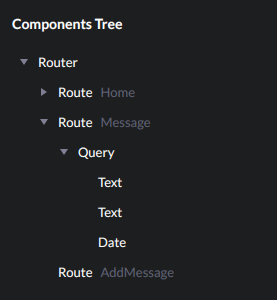 Components Tree
Router
Route Home
Route Message
Query
Text
Text
Date
Route AddMessage